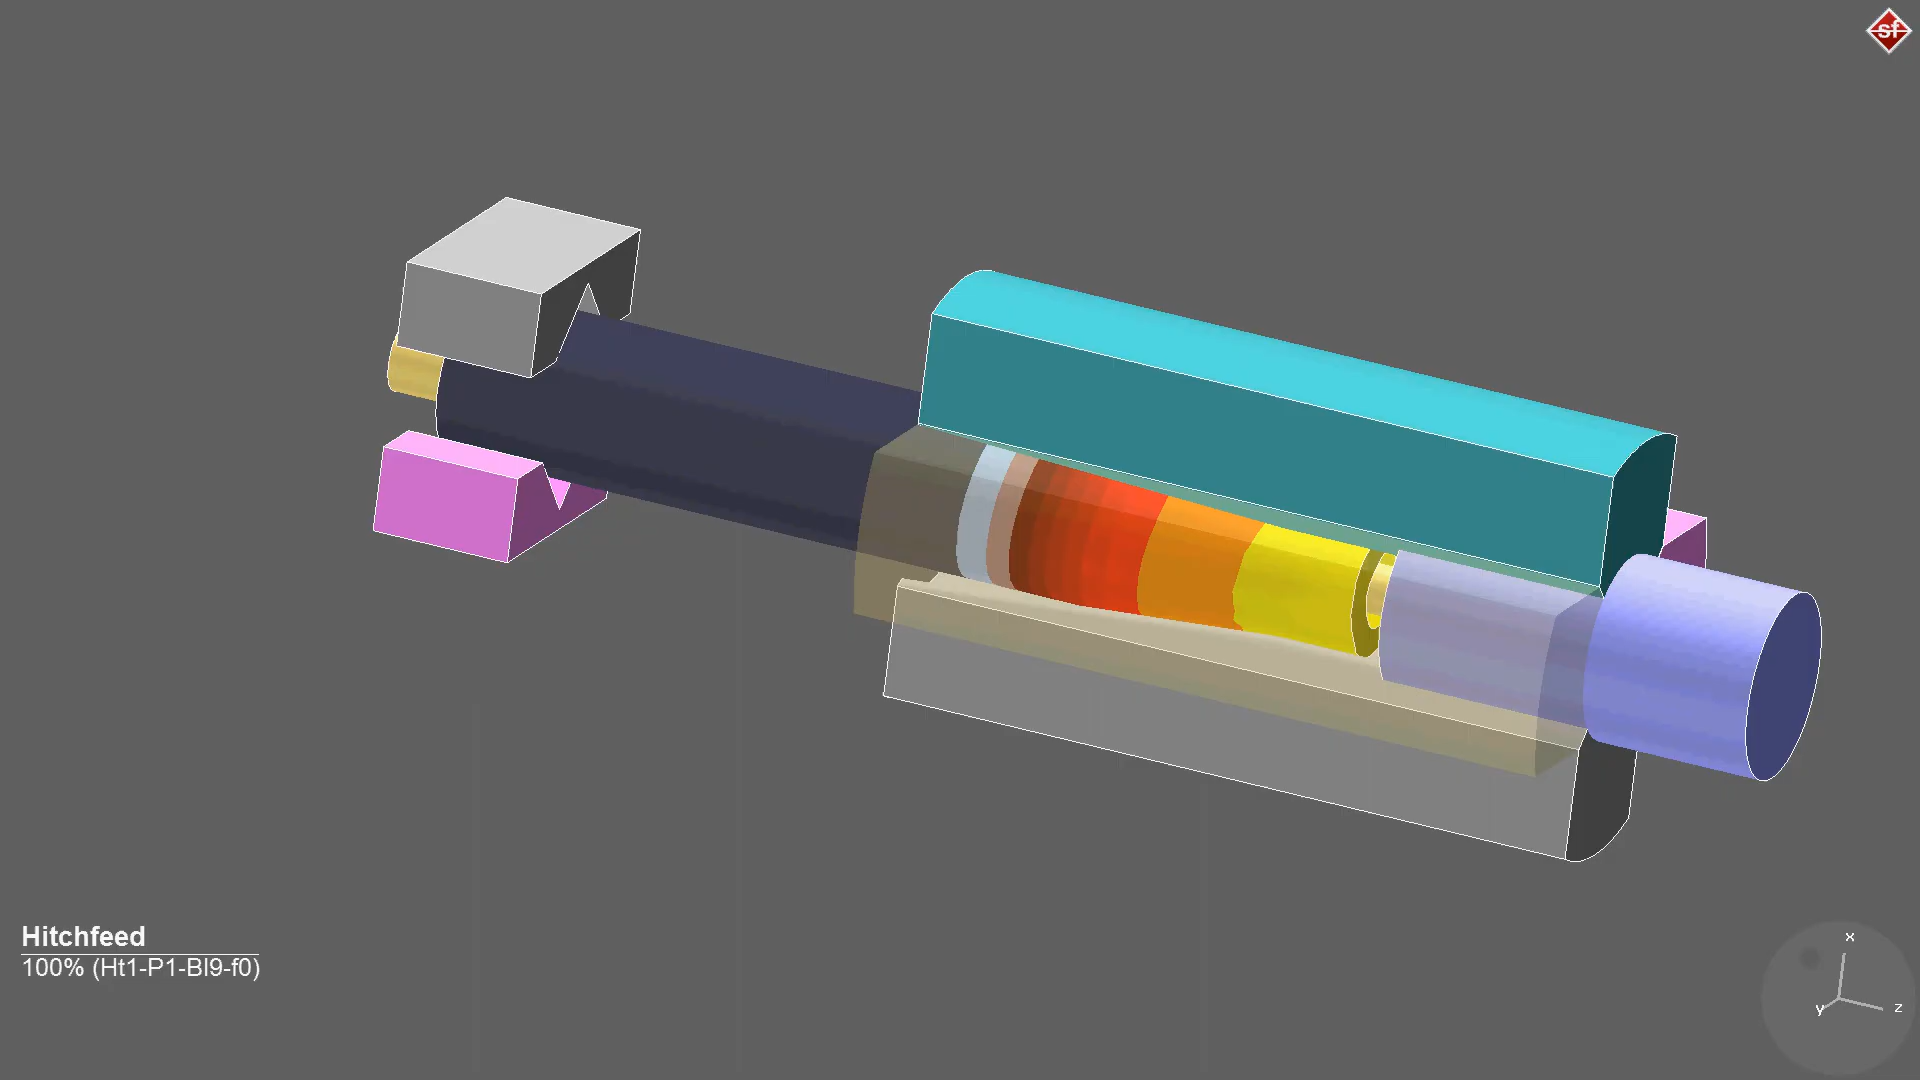 sf
Hitchfeed
100% (Ht1-P1-Bl9-f0)
x
y
z